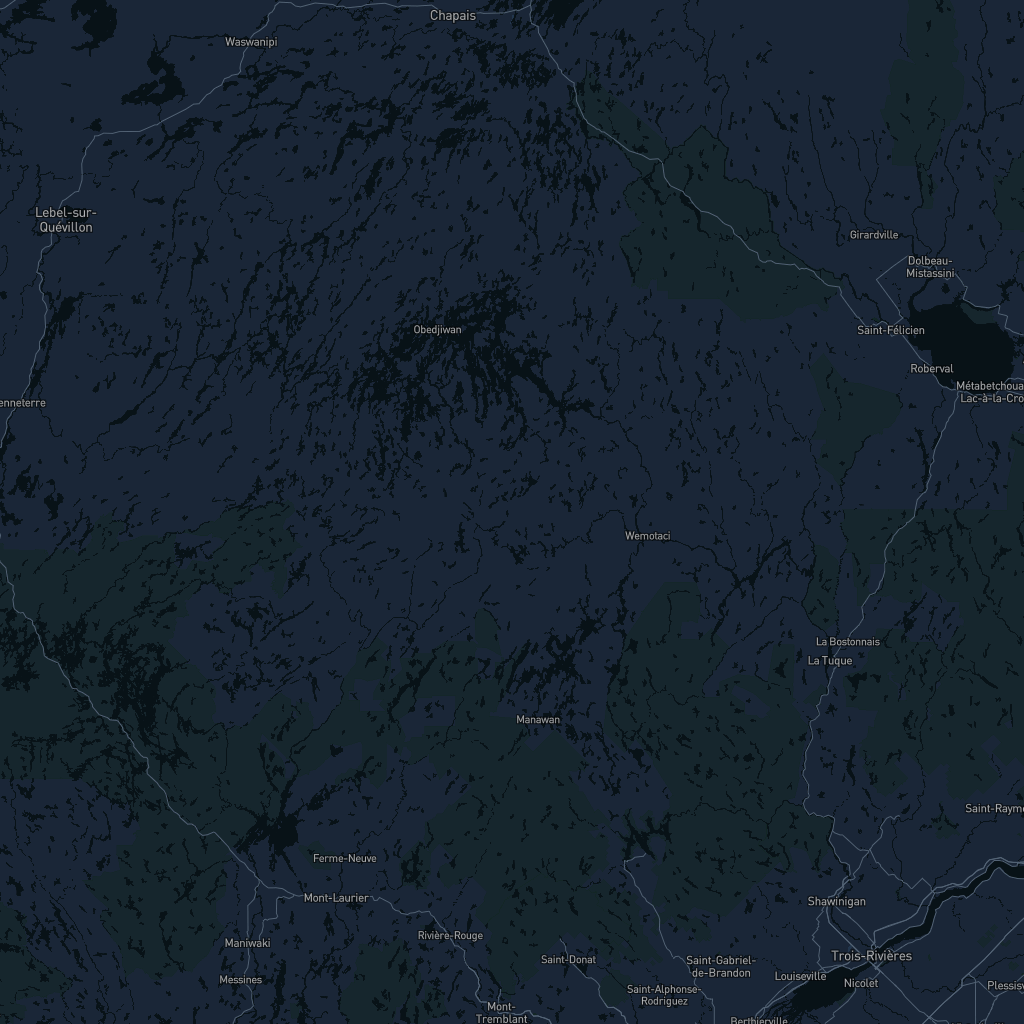 Chapais
Waswanipi
Lebel-sur-
Quévillon
Girardville
Dolbeau-
Mistassini
Obedjiwan
Saint-Félicien
Roberval
Métabetchoua
Lac-à-la-Cro
enneterre
Wemotaci
La Bostonnais
La Tuque
Manawan
Saint-Raym
Ferme-Neuve
Mont-Laurier
Shawinigan
Rivière-Rouge
Maniwaki
Trois-Rivières
Saint-Donat
Saint-Gabriel-
de-Brandon
Louiseville
Messines
Nicolet
Plessisv
Saint-Alphonse-
Rodriguez
Mont-
Tremblant
Berthierville